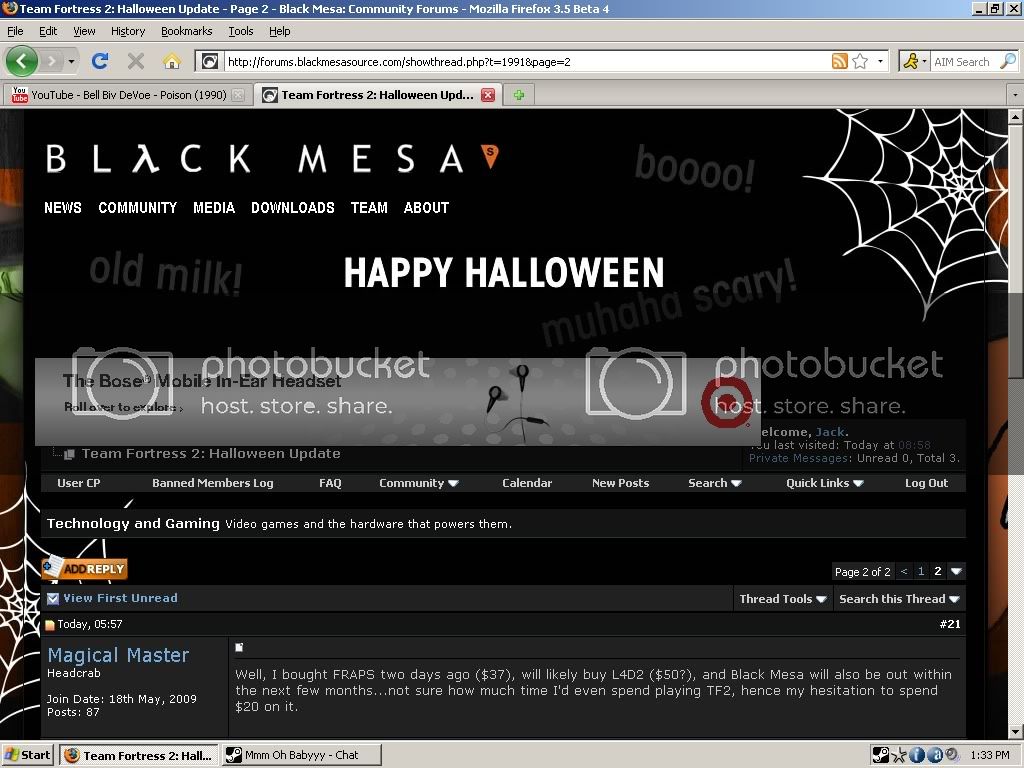 Team Fortress 2: Halloween Update - Page 2 - Black Mesa: Community Forums - Mozilla Firefox 3.5 Beta 4
File Edit View History Bookmarks Tools Help
http://forums.blackmesasource.com/showthread.php?t=1991&page=2
AIM Search
You Tube
YouTube - Bell Biv DeVoe - Poison (1990)
Team Fortress 2: Halloween Upd...
BLλCK MESA
S
boooo!
NEWS COMMUNITY MEDIA DOWNLOADS TEAM ABOUT
old milk!
HAPPY HALLOWEEN
muhaha scary!
photobucket photobucket
The Bose® Mobile In-Ear Headset
host. store. share. host. store. share.
Roll over to explore ›
elcome, Jack.
ou last visited: Today at 08:58
Team Fortress 2: Halloween Update
Private Messages: Unread 0, Total 3.
User CP Banned Members Log FAQ Community Calendar New Posts Search Quick Links Log Out
Technology and Gaming Video games and the hardware that powers them.
ADD REPLY
Page 2 of 2 < 1 2
View First Unread
Thread Tools Search this Thread
Today, 05:57
#21
Magical Master
Headcrab
Join Date: 18th May, 2009
Posts: 87
Well, I bought FRAPS two days ago ($37), will likely buy L4D2 ($50?), and Black Mesa will also be out within
the next few months...not sure how much time I'd even spend playing TF2, hence my hesitation to spend
$20 on it.
Start
Team Fortress 2: Hall...
Mmm Oh Babyyy - Chat
1:33 PM